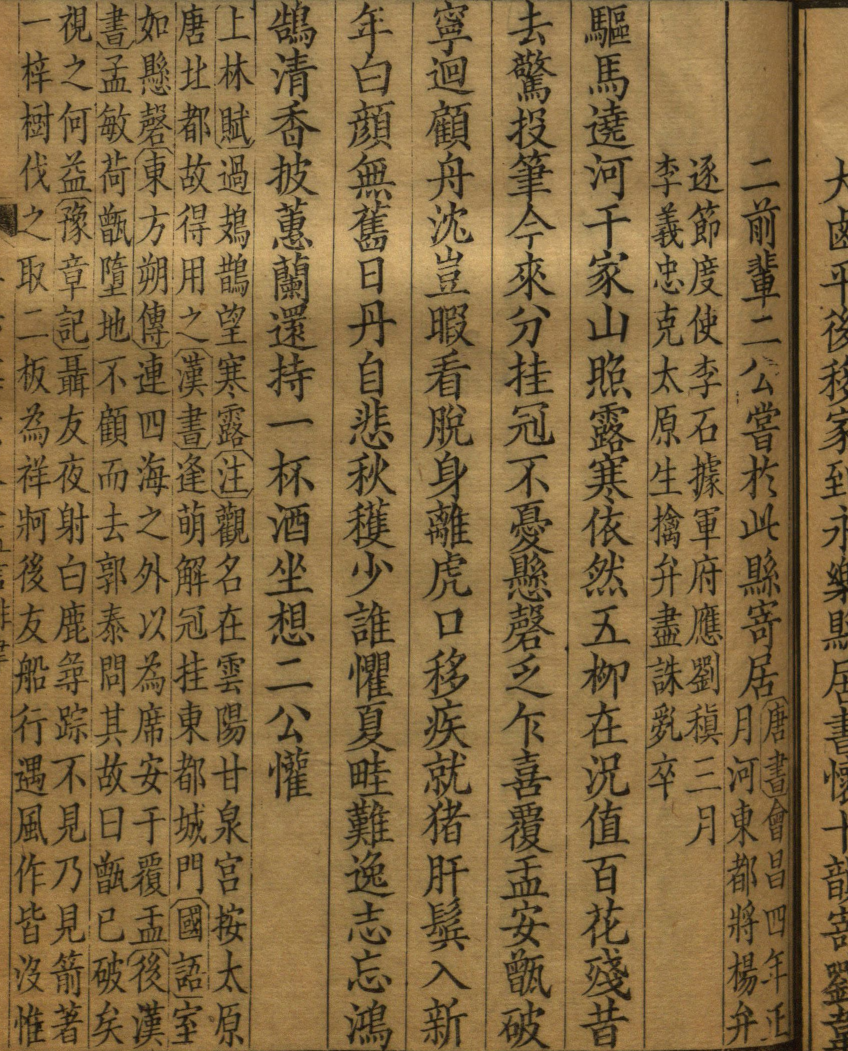 大鹵平後移家到永樂縣居書懷十韻寄劉韋
二前輩二公嘗於此縣寄居
唐書會昌四年正
月河東都將楊弁
逐節度使李石據軍府應劉稹三月
李義忠克太原生擒弁盡誅亂卒
驅馬遶河干家山照露寒依然五柳在況值百花殘昔
去驚投筆今來分挂冠不憂懸磬乏乍喜覆盂安甑破
寧迴顧舟沈豈暇看脫身離虎口移疾就猪肝鬂入新
年白顏無舊日丹自悲秋穫少誰懼夏畦難逸志忘鴻
鵠清香披蕙蘭還持一杯酒坐想二公懽
上林賦過鳷鵲望寒露注觀名在雲陽甘泉宮按太原
唐北都故得用之漢書逢萌解冠挂東都城門國語室
如懸磬東方朔傳連四海之外以為席安于覆盂後漢
書孟敏荷甑墮地不顧而去郭泰問其故曰甑已破矣
視之何益豫章記聶友夜射白鹿尋踪不見乃見箭著
一梓樹伐之取二板為牂牁後友船行遇風作皆沒惟